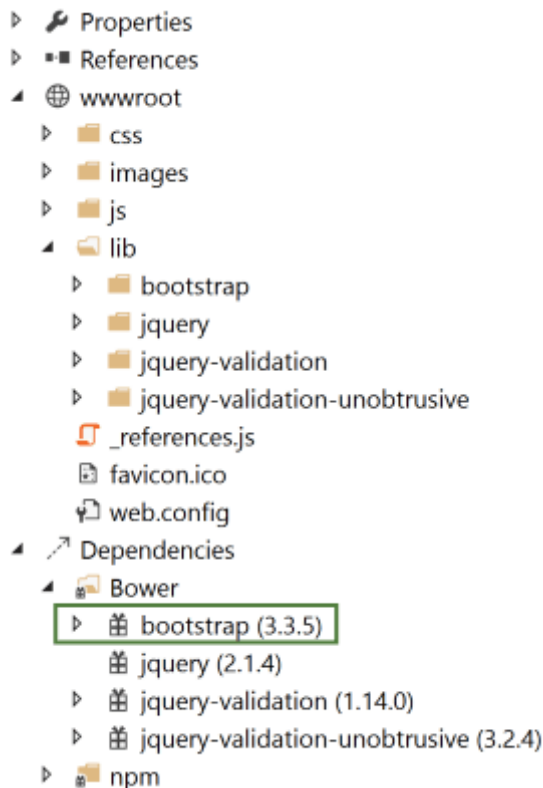 Properties
References
wwwroot
css
images
js
lib
bootstrap
jquery
jquery-validation
jquery-validation-unobtrusive
_references.js
favicon.ico
web.config
Dependencies
Bower
bootstrap (3.3.5)
jquery (2.1.4)
jquery-validation (1.14.0)
jquery-validation-unobtrusive (3.2.4)
npm